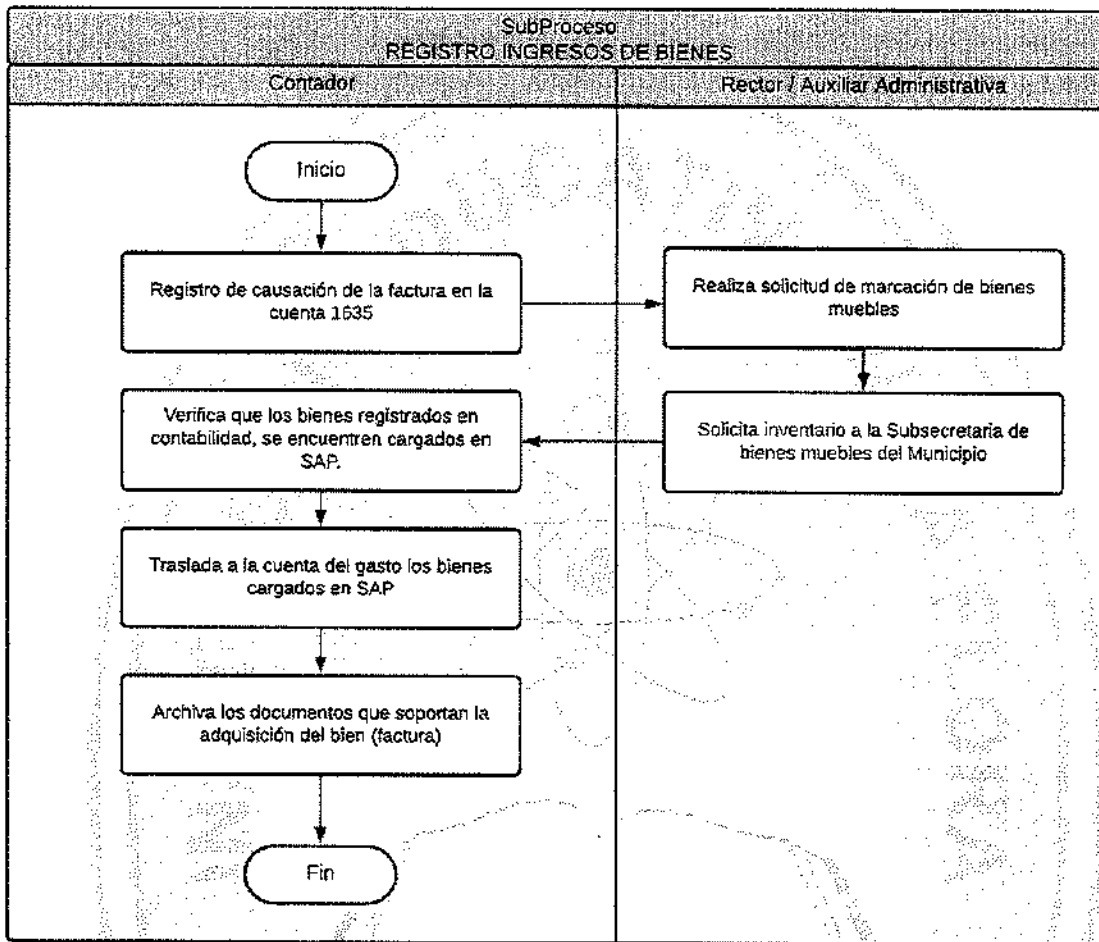 SubProceso
REGISTRO INGRESOS DE BIENES
Contador
Rector / Auxiliar Administrativa
Inicio
Registro de causación de la factura en la
cuenta 1635
Realiza solicitud de marcación de bienes
muebles
Solicita inventario a la Subsecretaria de
bienes muebles del Municipio
Verifica que los bienes registrados en
contabilidad, se encuentren cargados en
SAP.
Traslada a la cuenta del gasto los bienes
cargados en SAP
Archiva los documentos que soportan la
adquisición del bien (factura)
Fin